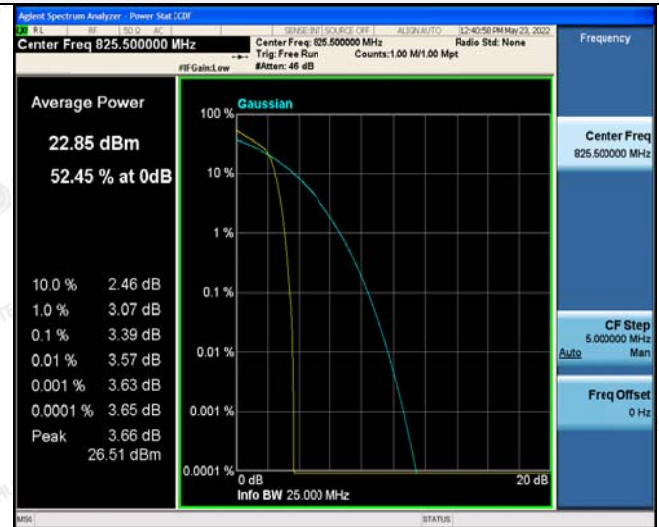 Agilent Spectrum Analyzer - Power Stat CCDF
RL RF 50 Ω AC SENSE:INT SOURCE OFF ALIGN AUTO 12:40:58 PM May 23, 2022
Center Freq 825.500000 MHz
Center Freq: 825.500000 MHz Radio Std: None
Trig: Free Run Counts:1.00 M/1.00 Mpt
#IFGain:Low #Atten: 46 dB
Frequency
Average Power
22.85 dBm
52.45 % at 0dB
10.0 % 2.46 dB
1.0 % 3.07 dB
0.1 % 3.39 dB
0.01 % 3.57 dB
0.001 % 3.63 dB
0.0001 % 3.65 dB
Peak 3.66 dB
26.51 dBm
Gaussian
100 %
10 %
1 %
0.1 %
0.01 %
0.001 %
0.0001 %
0 dB 20 dB
Info BW 25.000 MHz
Center Freq
825.500000 MHz
CF Step
5.000000 MHz
Auto Man
Freq Offset
0 Hz
MSG STATUS